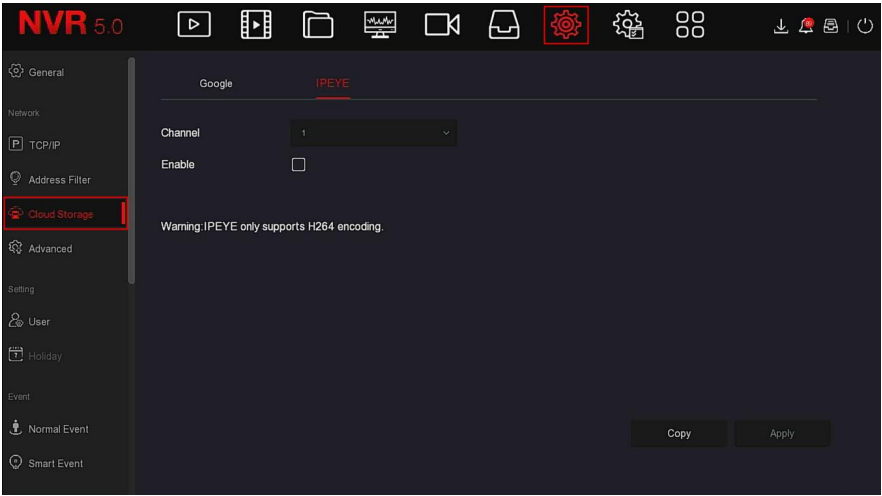 NVR 5.0
General
Network
TCP/IP
Address Filter
Cloud Storage
Advanced
Setting
User
Holiday
Event
Normal Event
Smart Event
Google IPEYE
Channel 1
Enable
Warning:IPEYE only supports H264 encoding.
Copy Apply